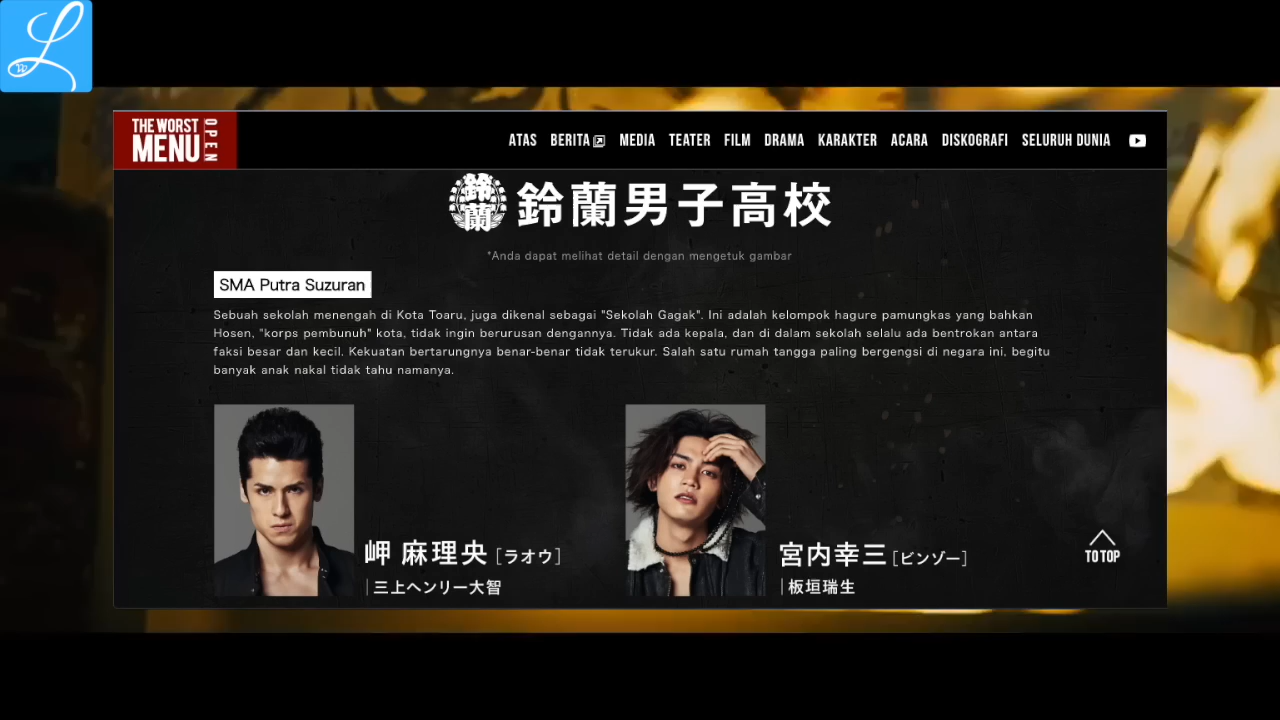 THE WORST
MENU
OPEN
ATAS BERITA MEDIA TEATER FILM DRAMA KARAKTER ACARA DISKOGRAFI SELURUH DUNIA
鈴蘭 鈴蘭男子高校
*Anda dapat melihat detail dengan mengetuk gambar
SMA Putra Suzuran
Sebuah sekolah menengah di Kota Toaru, juga dikenal sebagai "Sekolah Gagak". Ini adalah kelompok hagure pamungkas yang bahkan
Hosen, "korps pembunuh" kota, tidak ingin berurusan dengannya. Tidak ada kepala, dan di dalam sekolah selalu ada bentrokan antara
faksi besar dan kecil. Kekuatan bertarungnya benar-benar tidak terukur. Salah satu rumah tangga paling bergengsi di negara ini, begitu
banyak anak nakal tidak tahu namanya.
岬 麻理央 [ラオウ]
三上ヘンリー大智
宮内幸三 [ビンゾー]
板垣瑞生
TO TOP